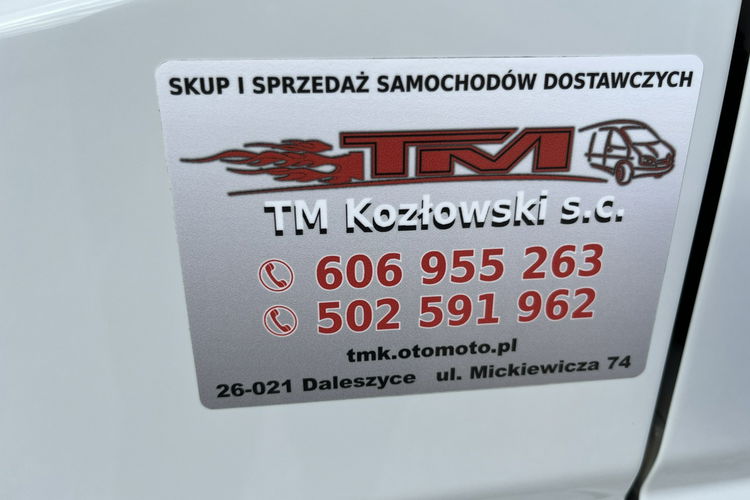 SKUP I SPRZEDAŻ SAMOCHODÓW DOSTAWCZYCH
TM
TM Kozłowski s.c.
606 955 263
502 591 962
tmk.otomoto.pl
26-021 Daleszyce ul. Mickiewicza 74